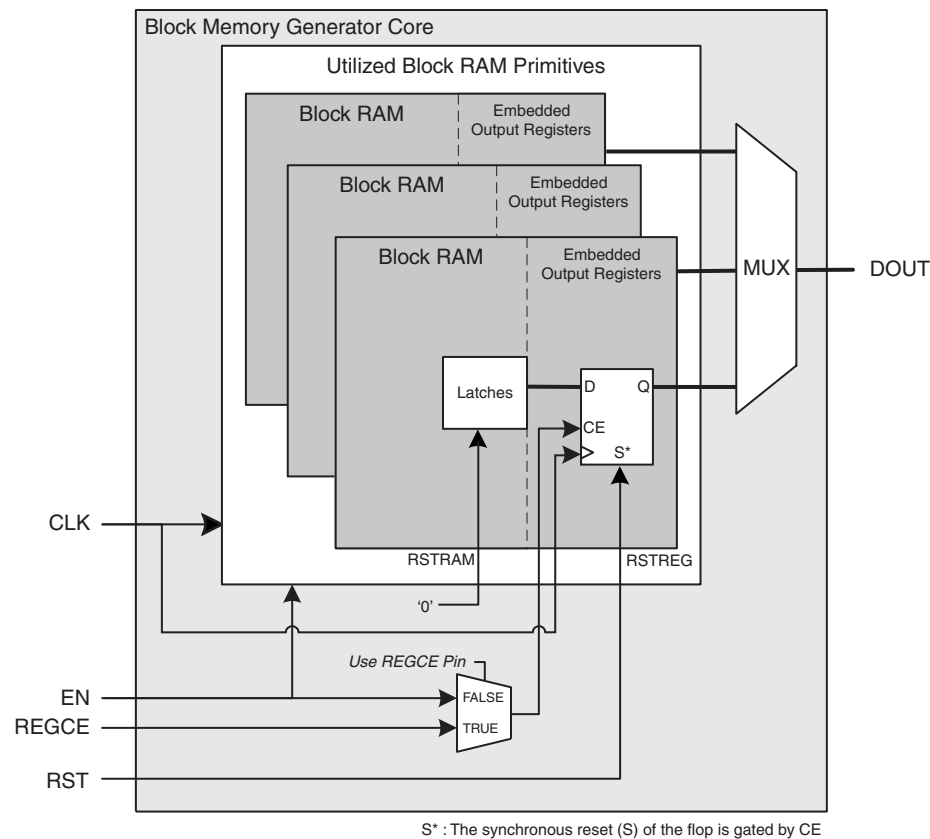 Block Memory Generator Core
Utilized Block RAM Primitives
Block RAM
Embedded
Output Registers
Block RAM
Embedded
Output Registers
Block RAM
Embedded
Output Registers
MUX
DOUT
Latches
D
Q
CE
S*
CLK
RSTRAM
RSTREG
‘0’
Use REGCE Pin
EN
FALSE
REGCE
TRUE
RST
S* : The synchronous reset (S) of the flop is gated by CE